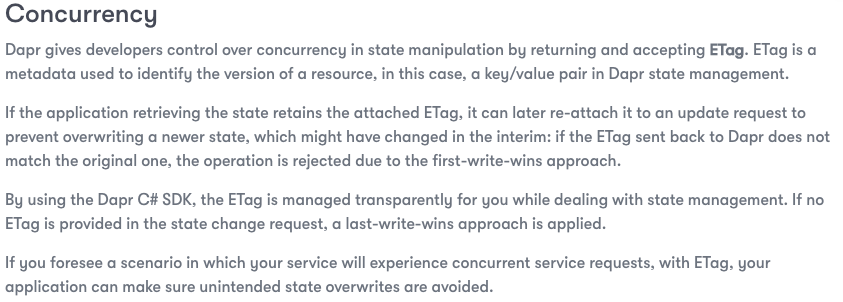 Concurrency
Dapr gives developers control over concurrency in state manipulation by returning and accepting ETag. ETag is a
metadata used to identify the version of a resource, in this case, a key/value pair in Dapr state management.
If the application retrieving the state retains the attached ETag, it can later re-attach it to an update request to
prevent overwriting a newer state, which might have changed in the interim: if the ETag sent back to Dapr does not
match the original one, the operation is rejected due to the first-write-wins approach.
By using the Dapr C# SDK, the ETag is managed transparently for you while dealing with state management. If no
ETag is provided in the state change request, a last-write-wins approach is applied.
If you foresee a scenario in which your service will experience concurrent service requests, with ETag, your
application can make sure unintended state overwrites are avoided.